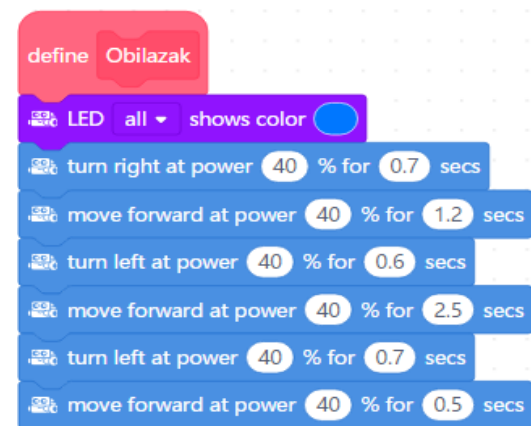 define Obilazak
LED all shows color
turn right at power 40 % for 0.7 secs
move forward at power 40 % for 1.2 secs
turn left at power 40 % for 0.6 secs
move forward at power 40 % for 2.5 secs
turn left at power 40 % for 0.7 secs
move forward at power 40 % for 0.5 secs